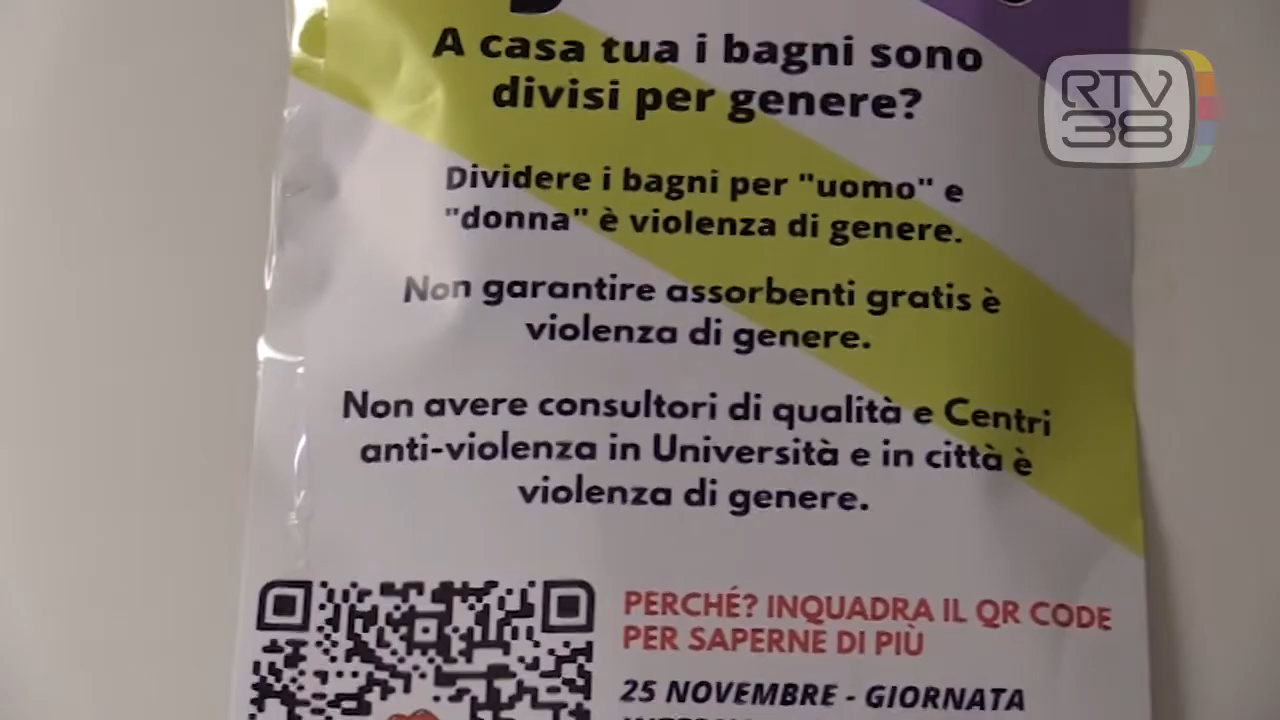 A casa tua i bagni sono
divisi per genere?
Dividere i bagni per "uomo" e
"donna" è violenza di genere.
Non garantire assorbenti gratis è
violenza di genere.
Non avere consultori di qualità e Centri
anti-violenza in Università e in città è
violenza di genere.
PERCHÉ? INQUADRA IL QR CODE
PER SAPERNE DI PIÙ
25 NOVEMBRE - GIORNATA
RTV
38